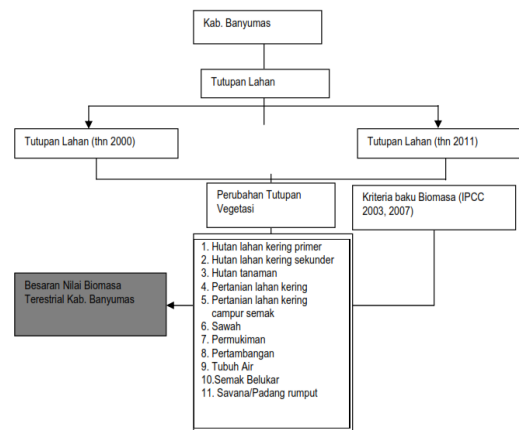 Kab. Banyumas
Tutupan Lahan
Tutupan Lahan (thn 2000)
Tutupan Lahan (thn 2011)
Perubahan Tutupan
Vegetasi
Kriteria baku Biomasa (IPCC
2003, 2007)
1. Hutan lahan kering primer
2. Hutan lahan kering sekunder
3. Hutan tanaman
4. Pertanian lahan kering
5. Pertanian lahan kering
campur semak
6. Sawah
7. Permukiman
8. Pertambangan
9. Tubuh Air
10.Semak Belukar
11. Savana/Padang rumput
Besaran Nilai Biomasa
Terestrial Kab. Banyumas